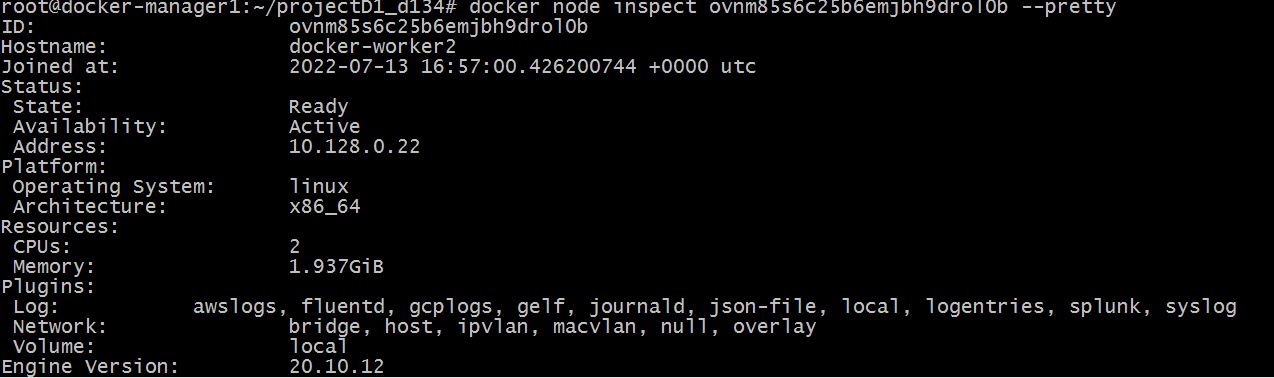 root@docker-manager1:~/projectD1_d134# docker node inspect ovnm85s6c25b6emjbh9drol0b --pretty
ID:                     ovnm85s6c25b6emjbh9drol0b
Hostname:               docker-worker2
Joined at:              2022-07-13 16:57:00.426200744 +0000 utc
Status:
 State:                 Ready
 Availability:          Active
 Address:               10.128.0.22
Platform:
 Operating System:      linux
 Architecture:          x86_64
Resources:
 CPUs:                  2
 Memory:                1.937GiB
Plugins:
 Log:           awslogs, fluentd, gcplogs, gelf, journald, json-file, local, logentries, splunk, syslog
 Network:               bridge, host, ipvlan, macvlan, null, overlay
 Volume:                local
Engine Version:         20.10.12